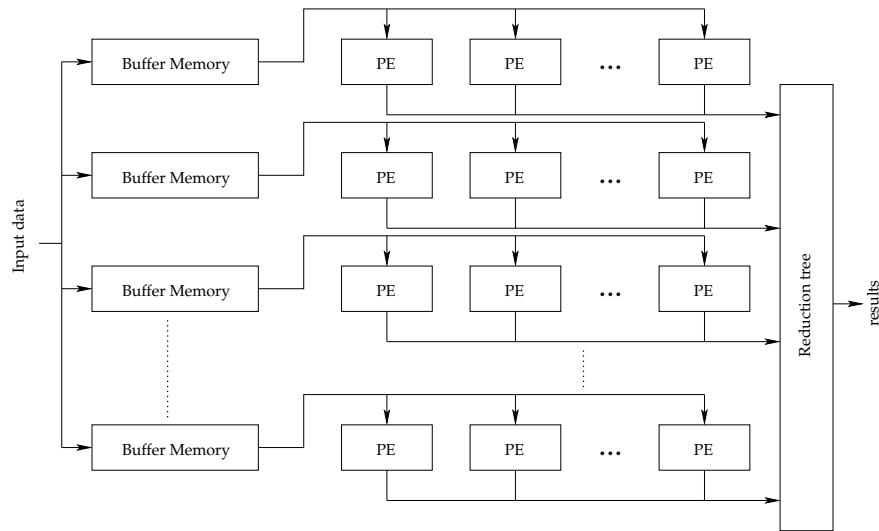 Input data
Buffer Memory
PE PE ... PE
Buffer Memory
PE PE ... PE
Buffer Memory
PE PE ... PE
Buffer Memory
PE PE ... PE
Reduction tree
results